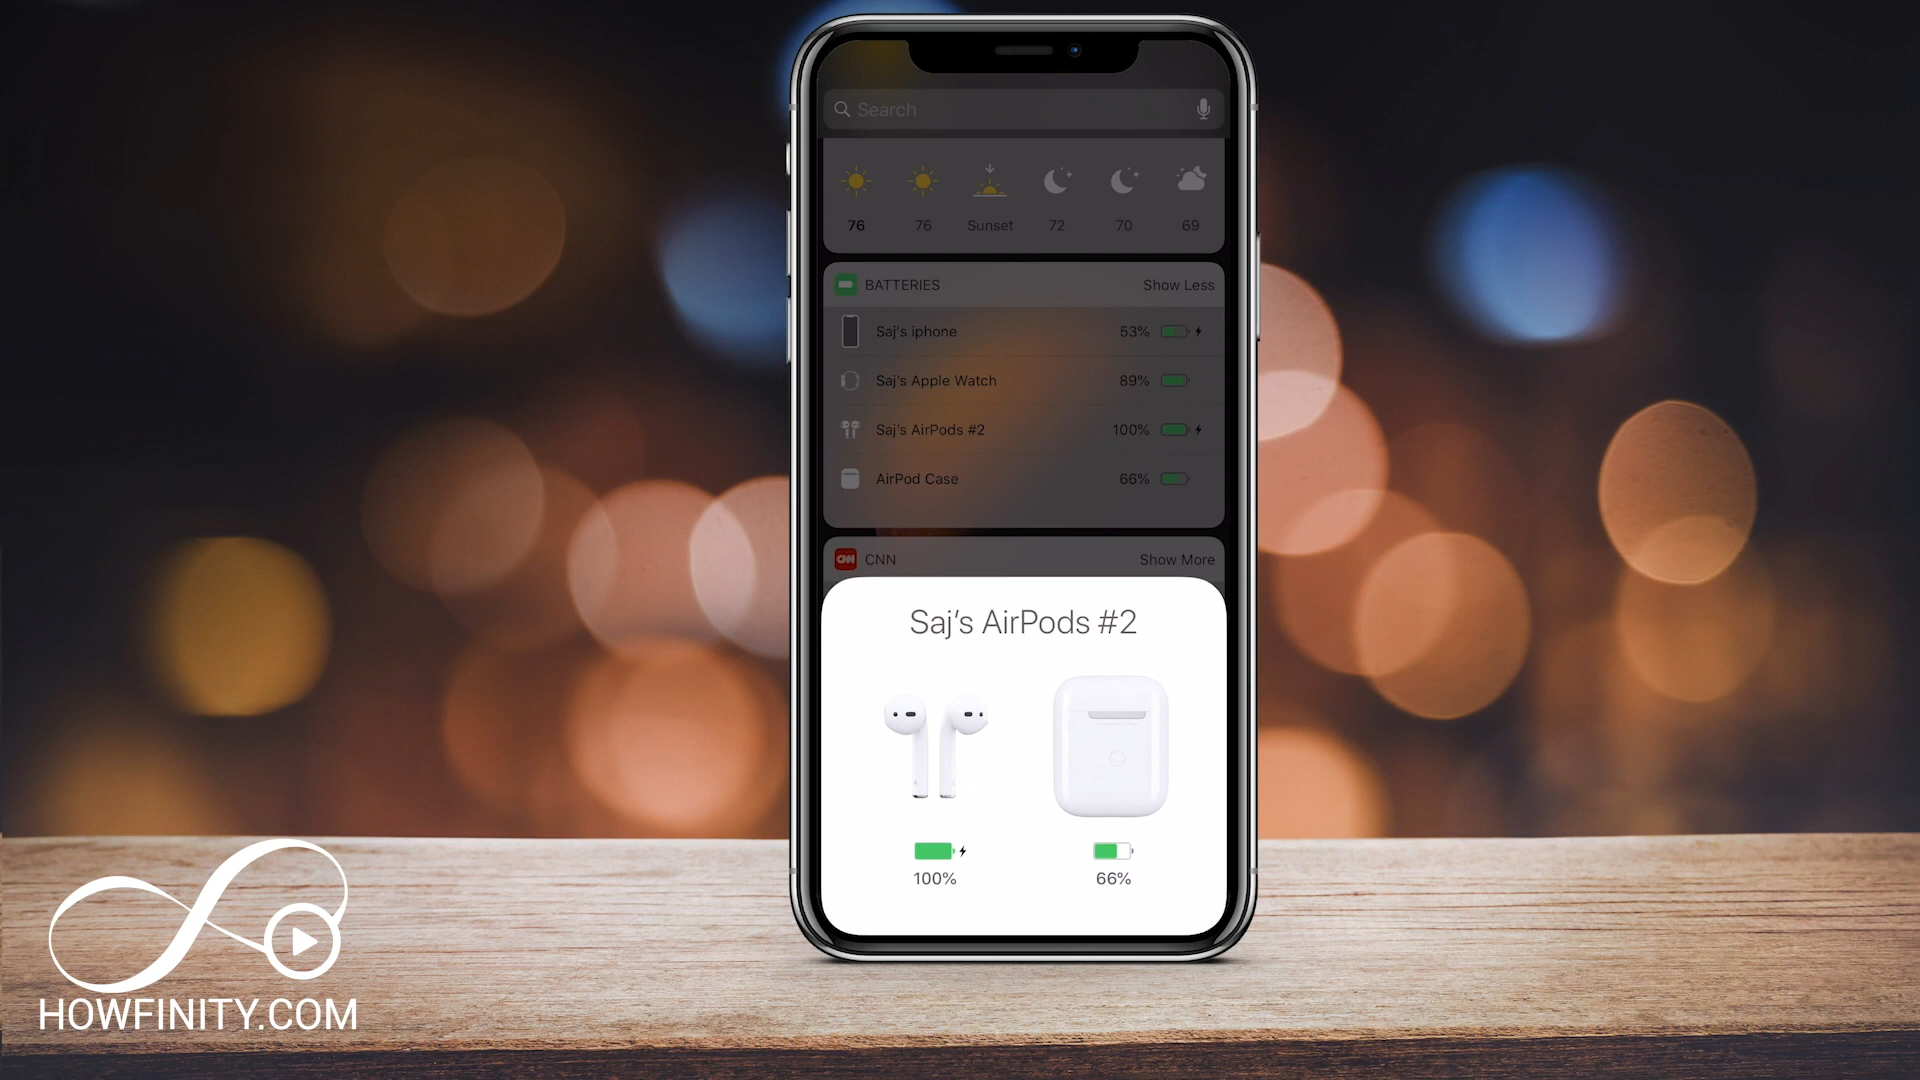 Search
76 76 Sunset 72 70 69
BATTERIES Show Less
Saj's iphone 53%
Saj's Apple Watch 89%
Saj's AirPods #2 100%
AirPod Case 66%
CNN CNN Show More
Saj's AirPods #2
100% 66%
HOWFINITY.COM